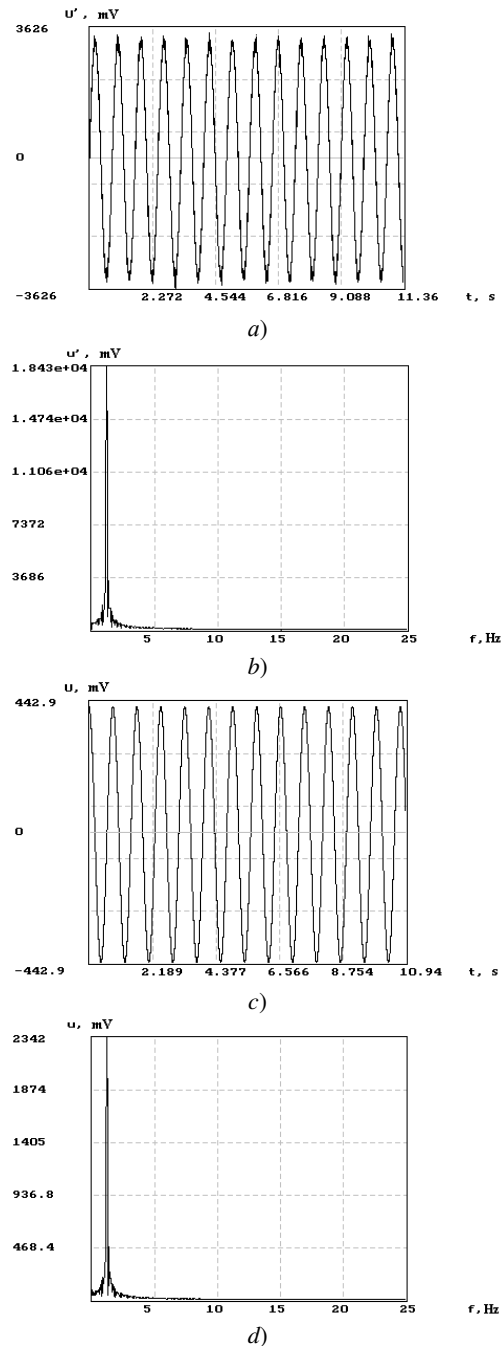 U', mV
3626
0
-3626
2.272 4.544 6.816 9.088 11.36 t, s
a)
u', mV
1.843e+04
1.474e+04
1.106e+04
7372
3686
5 10 15 20 25 f,Hz
b)
U, mV
442.9
0
-442.9
2.189 4.377 6.566 8.754 10.94 t, s
c)
u, mV
2342
1874
1405
936.8
468.4
5 10 15 20 25 f,Hz
d)